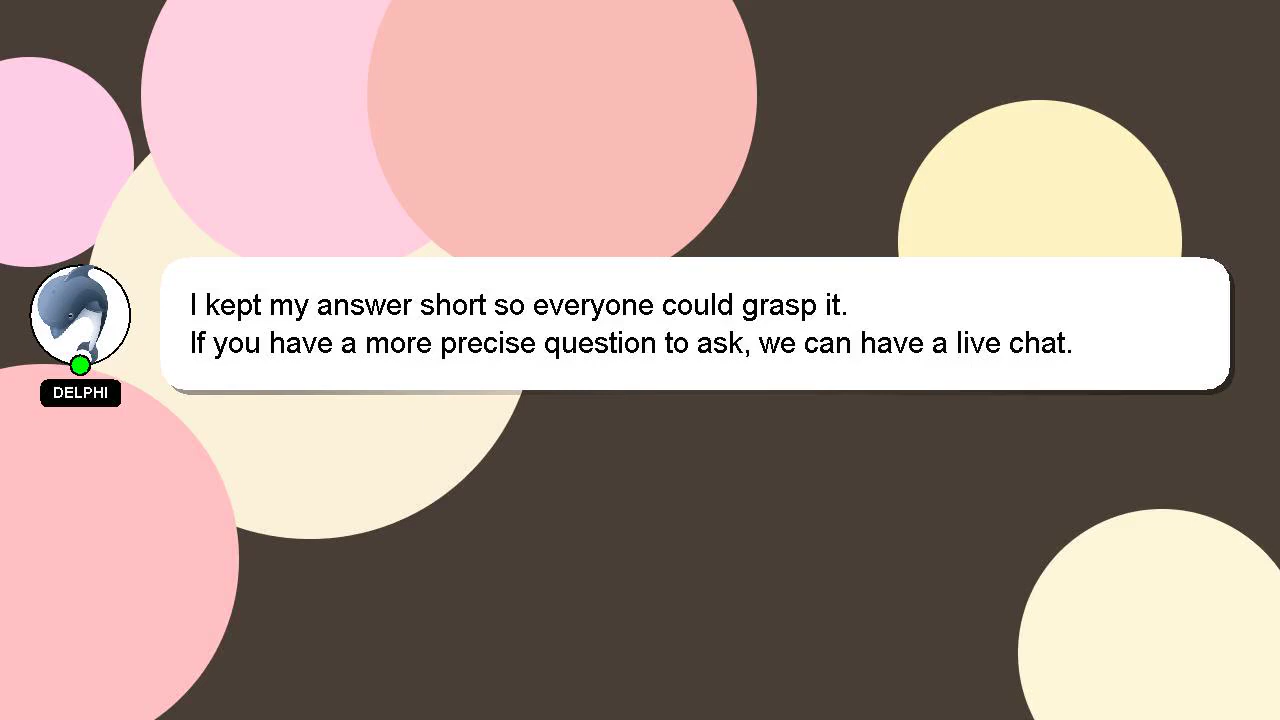 I kept my answer short so everyone could grasp it.
If you have a more precise question to ask, we can have a live chat.
DELPHI